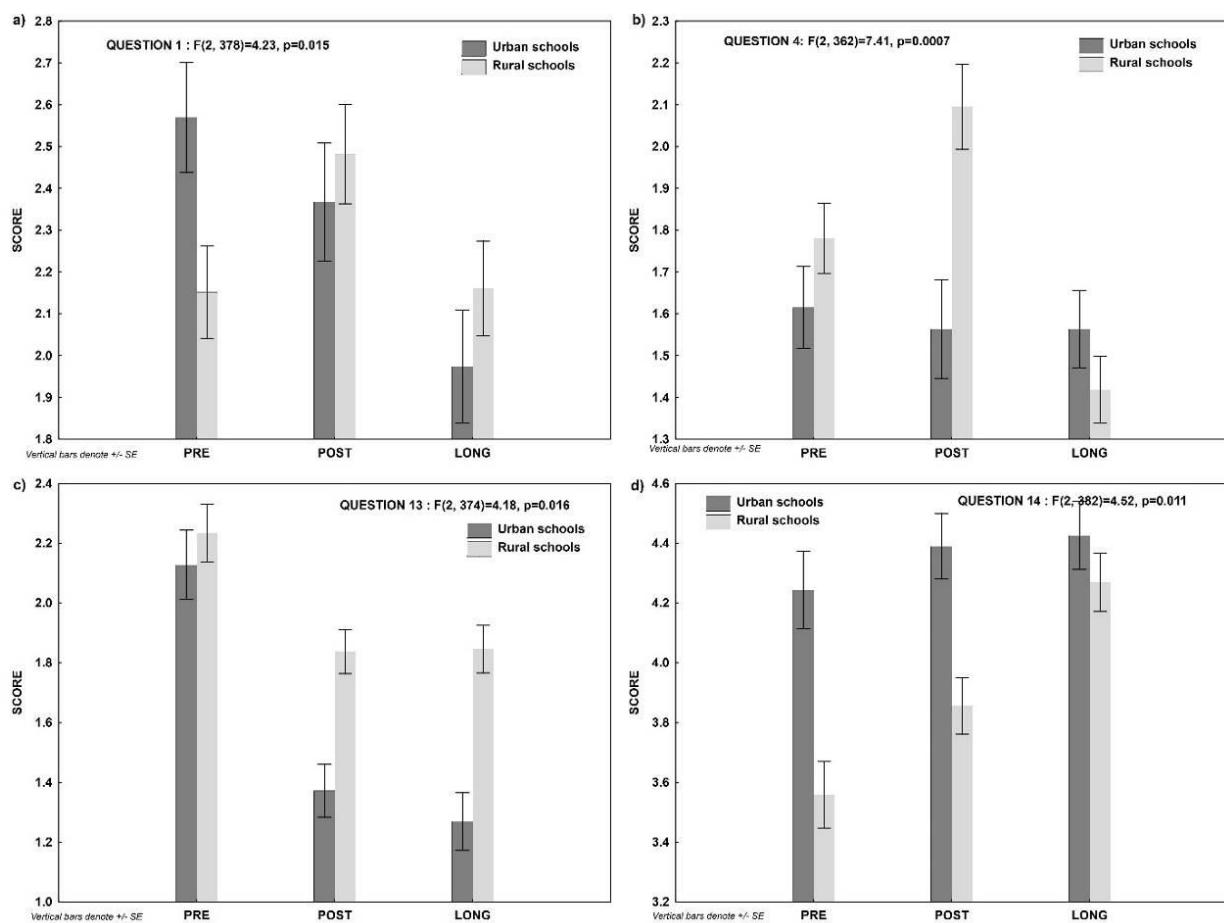 a)
QUESTION 1 : F(2, 378)=4.23, p=0.015
Urban schools
Rural schools
SCORE
2.8
2.7
2.6
2.5
2.4
2.3
2.2
2.1
2.0
1.9
1.8
Vertical bars denote +/- SE
PRE POST LONG
b)
QUESTION 4: F(2, 362)=7.41, p=0.0007
Urban schools
Rural schools
SCORE
2.3
2.2
2.1
2.0
1.9
1.8
1.7
1.6
1.5
1.4
1.3
Vertical bars denote +/- SE
PRE POST LONG
c)
QUESTION 13 : F(2, 374)=4.18, p=0.016
Urban schools
Rural schools
SCORE
2.4
2.2
2.0
1.8
1.6
1.4
1.2
1.0
Vertical bars denote +/- SE
PRE POST LONG
d)
Urban schools
Rural schools
QUESTION 14 : F(2, 382)=4.52, p=0.011
SCORE
4.6
4.4
4.2
4.0
3.8
3.6
3.4
3.2
Vertical bars denote +/- SE
PRE POST LONG